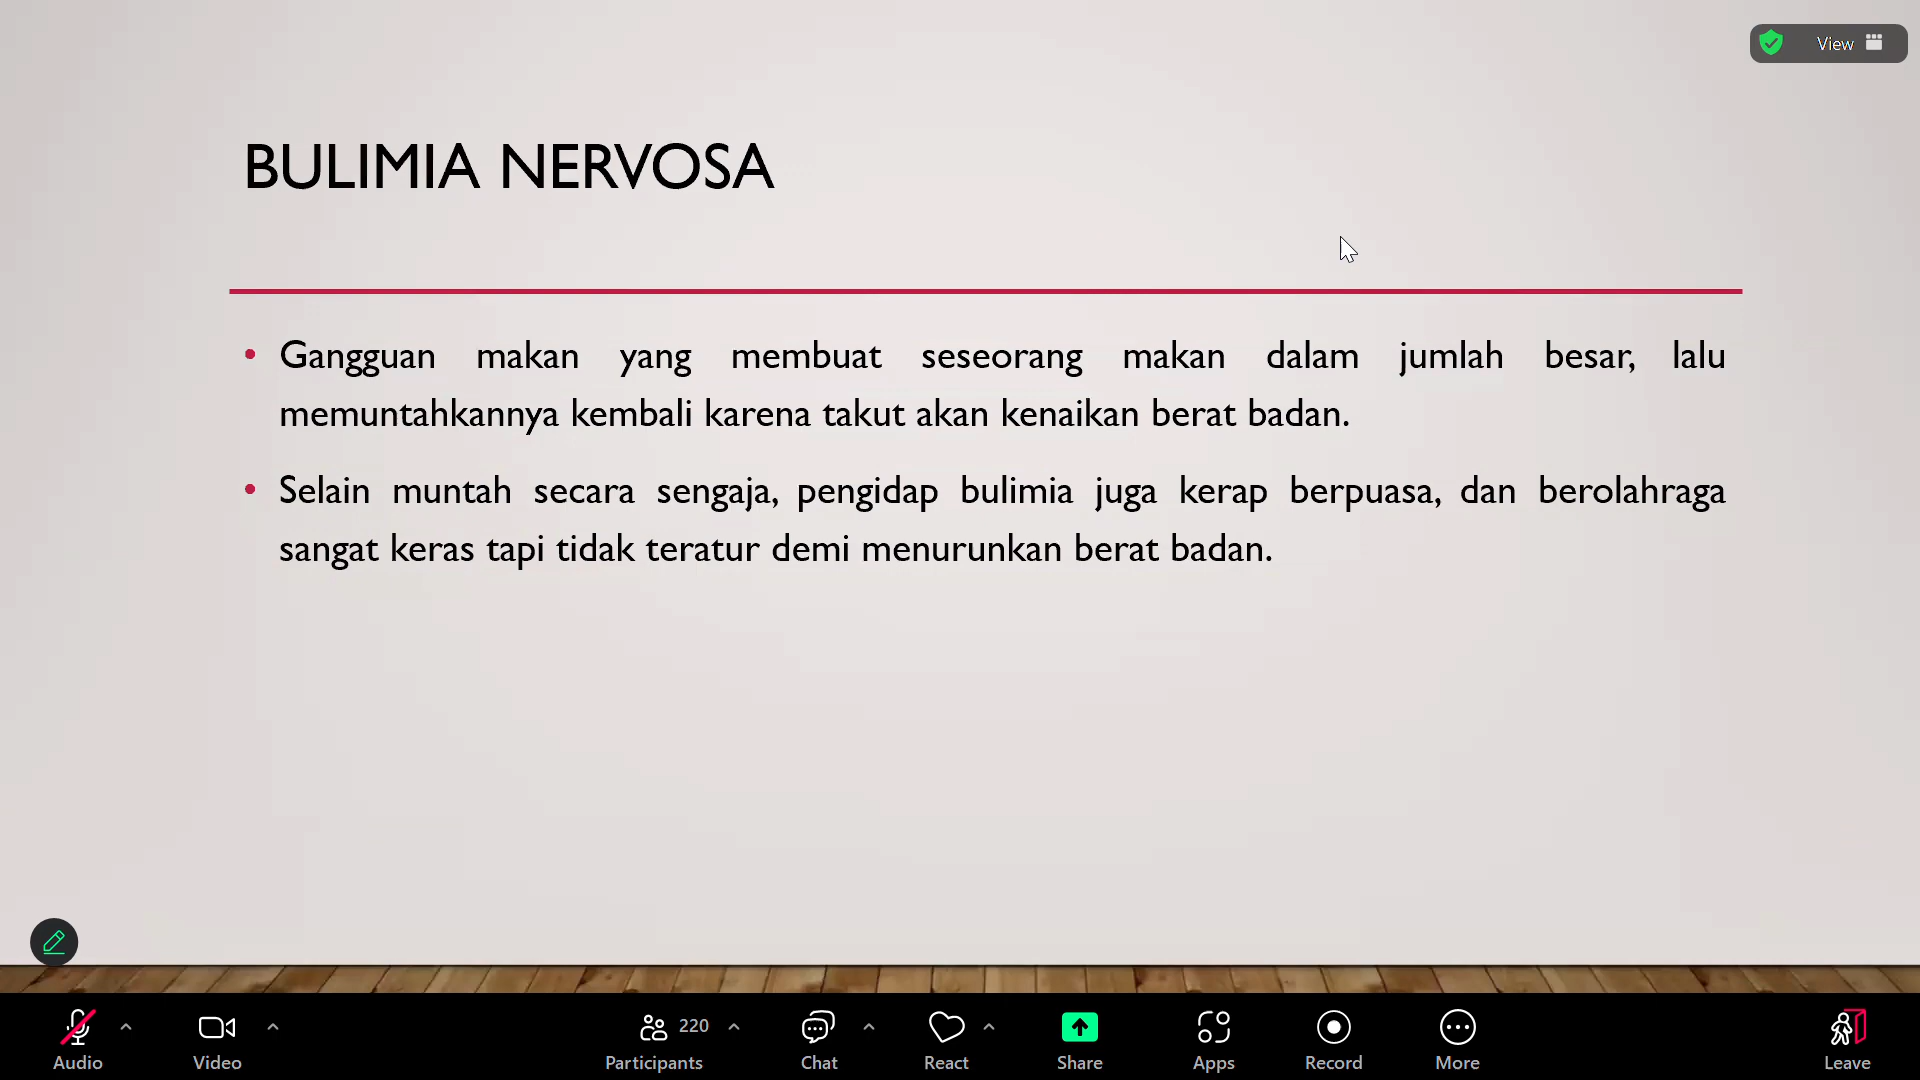 View
BULIMIA NERVOSA
• Gangguan makan yang membuat seseorang makan dalam jumlah besar, lalu
memuntahkannya kembali karena takut akan kenaikan berat badan.
• Selain muntah secara sengaja, pengidap bulimia juga kerap berpuasa, dan berolahraga
sangat keras tapi tidak teratur demi menurunkan berat badan.
220
Audio Video Participants Chat React Share Apps Record More Leave